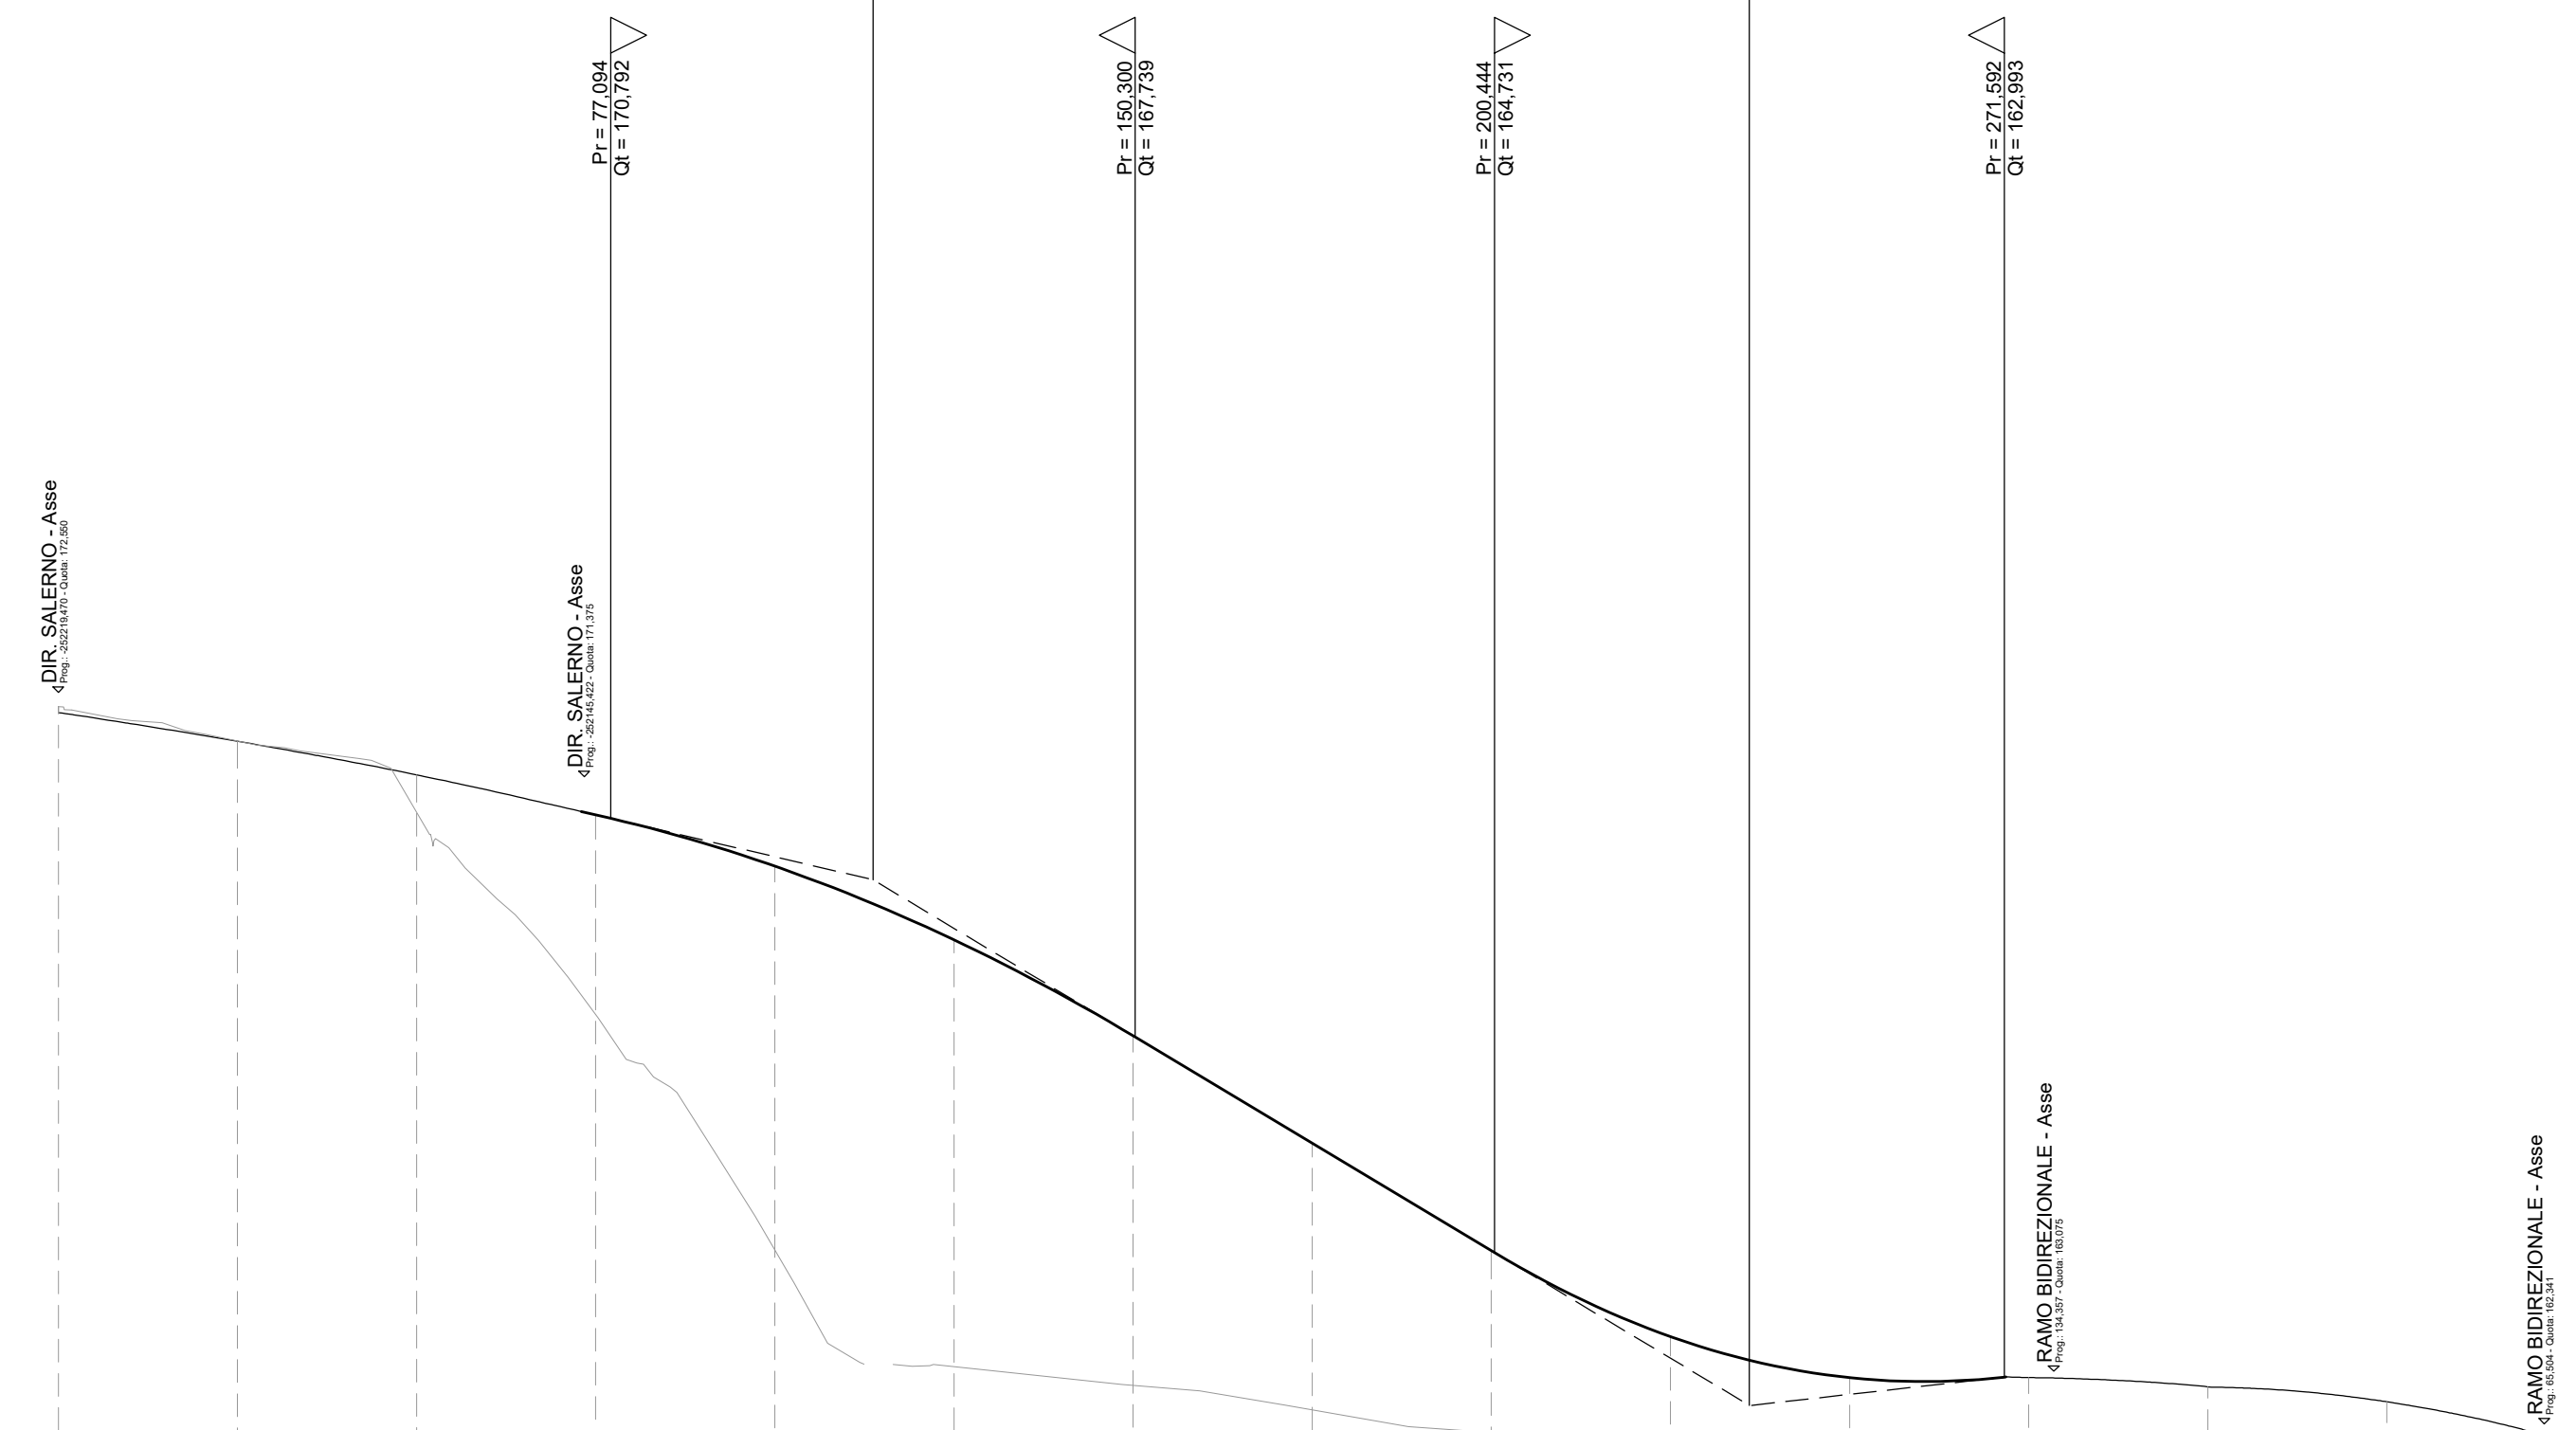 Pr = 77,094
Qt = 170,792
Pr = 150,300
Qt = 167,739
Pr = 200,444
Qt = 164,731
Pr = 271,592
Qt = 162,993
DIR. SALERNO - Asse
Prog.: -252219,470 - Quota: 172,550
DIR. SALERNO - Asse
Prog.: -252145,422 - Quota: 171,375
RAMO BIDIREZIONALE - Asse
Prog.: 134,357 - Quota: 163,075
RAMO BIDIREZIONALE - Asse
Prog.: 65,504 - Quota: 162,341